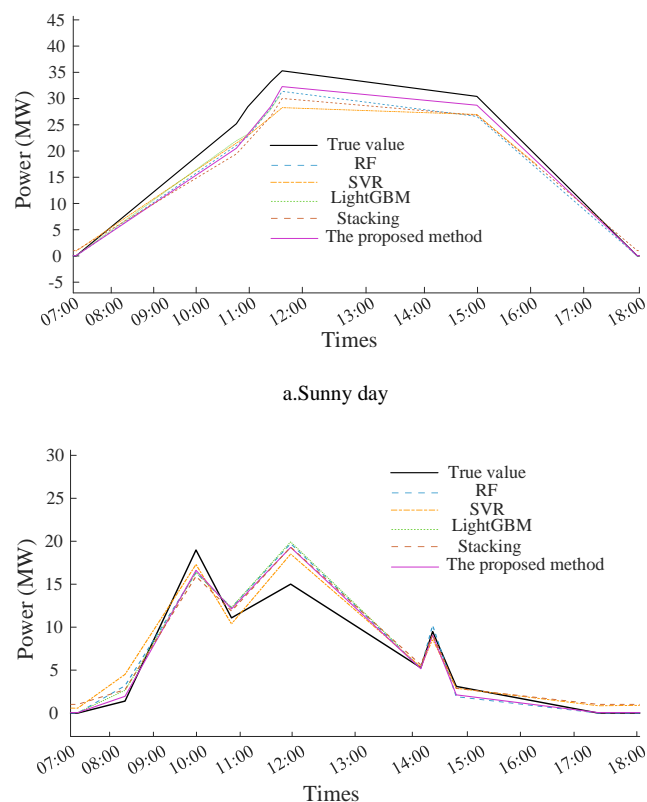 45
40
35
30
25
20
15
10
5
0
-5
Power (MW)
True value
RF
SVR
LightGBM
Stacking
The proposed method
07:00 08:00 09:00 10:00 11:00 12:00 13:00 14:00 15:00 16:00 17:00 18:00
Times
a.Sunny day
30
25
20
15
10
5
0
Power (MW)
True value
RF
SVR
LightGBM
Stacking
The proposed method
07:00 08:00 09:00 10:00 11:00 12:00 13:00 14:00 15:00 16:00 17:00 18:00
Times